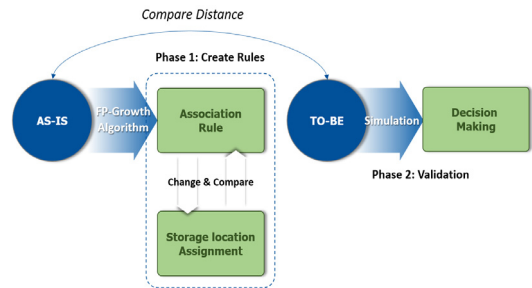 Compare Distance
Phase 1: Create Rules
AS-IS
FP-Growth
Algorithm
Association
Rule
Change & Compare
Storage location
Assignment
TO-BE
Simulation
Decision
Making
Phase 2: Validation